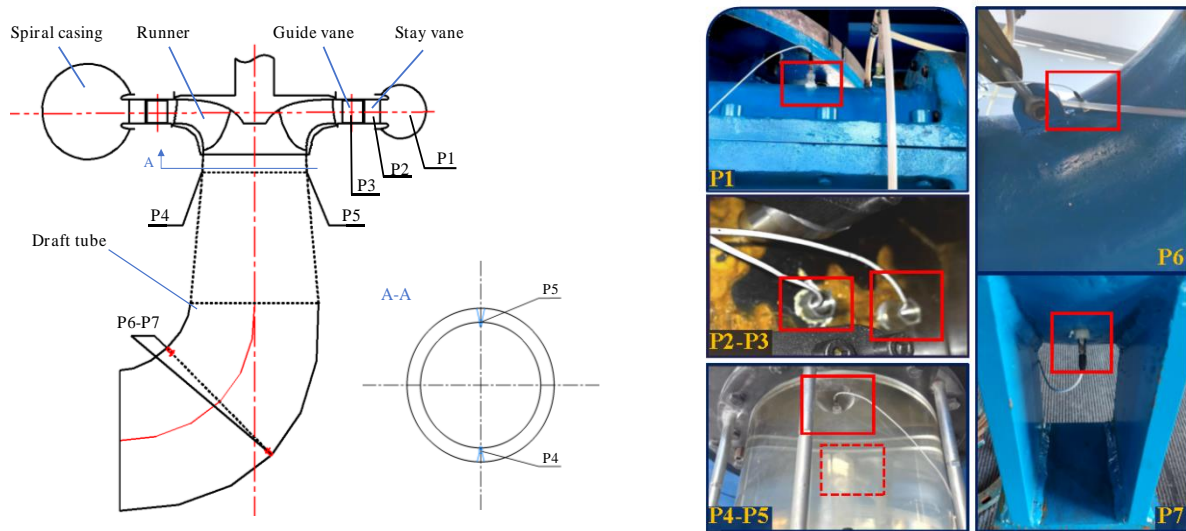 Spiral casing
Runner
Guide vane
Stay vane
A
P1
P2
P3
P4
P5
Draft tube
P6-P7
A-A
P5
P4
P1
P2-P3
P4-P5
P6
P7